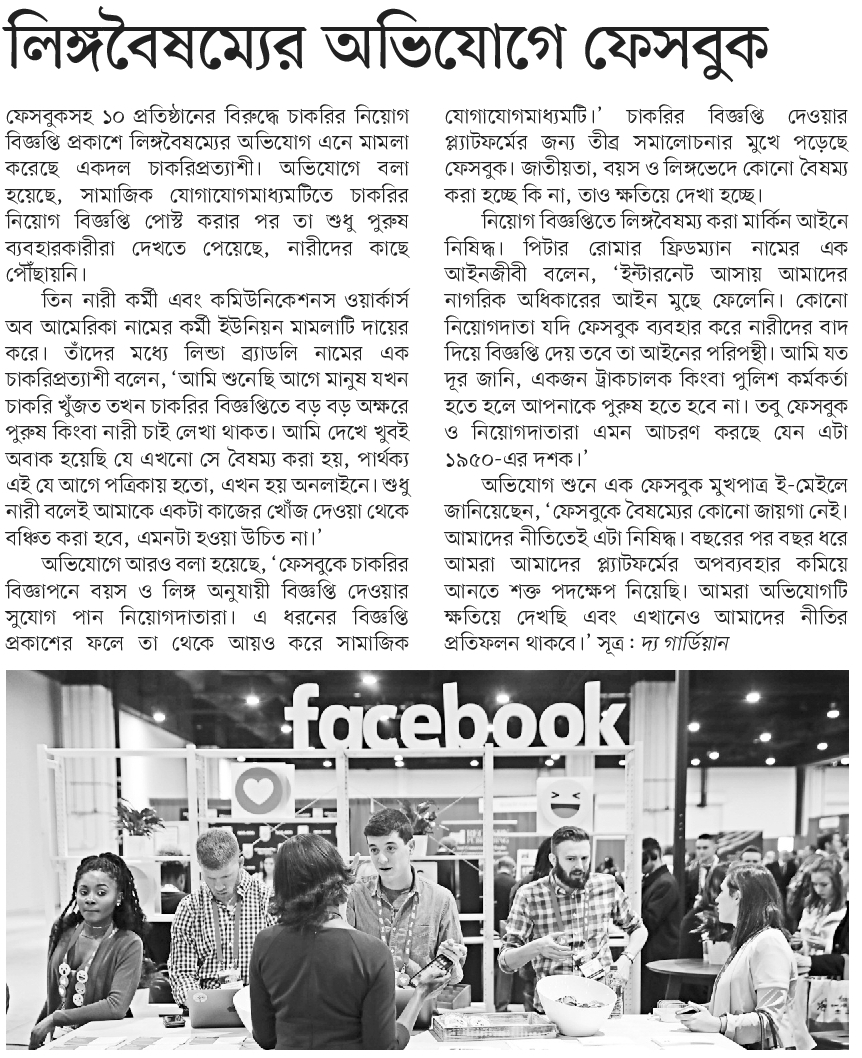 লিঙ্গবৈষম্যের অভিযোগে ফেসবুক
ফেসবুকসহ ১০ প্রতিষ্ঠানের বিরুদ্ধে চাকরির নিয়োগ
বিজ্ঞপ্তি প্রকাশে লিঙ্গবৈষম্যের অভিযোগ এনে মামলা
করেছে একদল চাকরিপ্রত্যাশী। অভিযোগে বলা
হয়েছে, সামাজিক যোগাযোগমাধ্যমটিতে চাকরির
নিয়োগ বিজ্ঞপ্তি পোস্ট করার পর তা শুধু পুরুষ
ব্যবহারকারীরা দেখতে পেয়েছে, নারীদের কাছে
পৌঁছায়নি।
তিন নারী কর্মী এবং কমিউনিকেশনস ওয়ার্কার্স
অব আমেরিকা নামের কর্মী ইউনিয়ন মামলাটি দায়ের
করে। তাঁদের মধ্যে লিন্ডা ব্র্যাডলি নামের এক
চাকরিপ্রত্যাশী বলেন, ‘আমি শুনেছি আগে মানুষ যখন
চাকরি খুঁজত তখন চাকরির বিজ্ঞপ্তিতে বড় বড় অক্ষরে
পুরুষ কিংবা নারী চাই লেখা থাকত। আমি দেখে খুবই
অবাক হয়েছি যে এখনো সে বৈষম্য করা হয়, পার্থক্য
এই যে আগে পত্রিকায় হতো, এখন হয় অনলাইনে। শুধু
নারী বলেই আমাকে একটা কাজের খোঁজ দেওয়া থেকে
বঞ্চিত করা হবে, এমনটা হওয়া উচিত না।’
অভিযোগে আরও বলা হয়েছে, ‘ফেসবুকে চাকরির
বিজ্ঞাপনে বয়স ও লিঙ্গ অনুযায়ী বিজ্ঞপ্তি দেওয়ার
সুযোগ পান নিয়োগদাতারা। এ ধরনের বিজ্ঞপ্তি
প্রকাশের ফলে তা থেকে আয়ও করে সামাজিক
যোগাযোগমাধ্যমটি।’ চাকরির বিজ্ঞপ্তি দেওয়ার
প্ল্যাটফর্মের জন্য তীব্র সমালোচনার মুখে পড়েছে
ফেসবুক। জাতীয়তা, বয়স ও লিঙ্গভেদে কোনো বৈষম্য
করা হচ্ছে কি না, তাও ক্ষতিয়ে দেখা হচ্ছে।
নিয়োগ বিজ্ঞপ্তিতে লিঙ্গবৈষম্য করা মার্কিন আইনে
নিষিদ্ধ। পিটার রোমার ফ্রিডম্যান নামের এক
আইনজীবী বলেন, ‘ইন্টারনেট আসায় আমাদের
নাগরিক অধিকারের আইন মুছে ফেলেনি। কোনো
নিয়োগদাতা যদি ফেসবুক ব্যবহার করে নারীদের বাদ
দিয়ে বিজ্ঞপ্তি দেয় তবে তা আইনের পরিপন্থী। আমি যত
দূর জানি, একজন ট্রাকচালক কিংবা পুলিশ কর্মকর্তা
হতে হলে আপনাকে পুরুষ হতে হবে না। তবু ফেসবুক
ও নিয়োগদাতারা এমন আচরণ করছে যেন এটা
১৯৫০-এর দশক।’
অভিযোগ শুনে এক ফেসবুক মুখপাত্র ই-মেইলে
জানিয়েছেন, ‘ফেসবুকে বৈষম্যের কোনো জায়গা নেই।
আমাদের নীতিতেই এটা নিষিদ্ধ। বছরের পর বছর ধরে
আমরা আমাদের প্ল্যাটফর্মের অপব্যবহার কমিয়ে
আনতে শক্ত পদক্ষেপ নিয়েছি। আমরা অভিযোগটি
ক্ষতিয়ে দেখছি এবং এখানেও আমাদের নীতির
প্রতিফলন থাকবে।’ সূত্র : দ্য গার্ডিয়ান
facebook